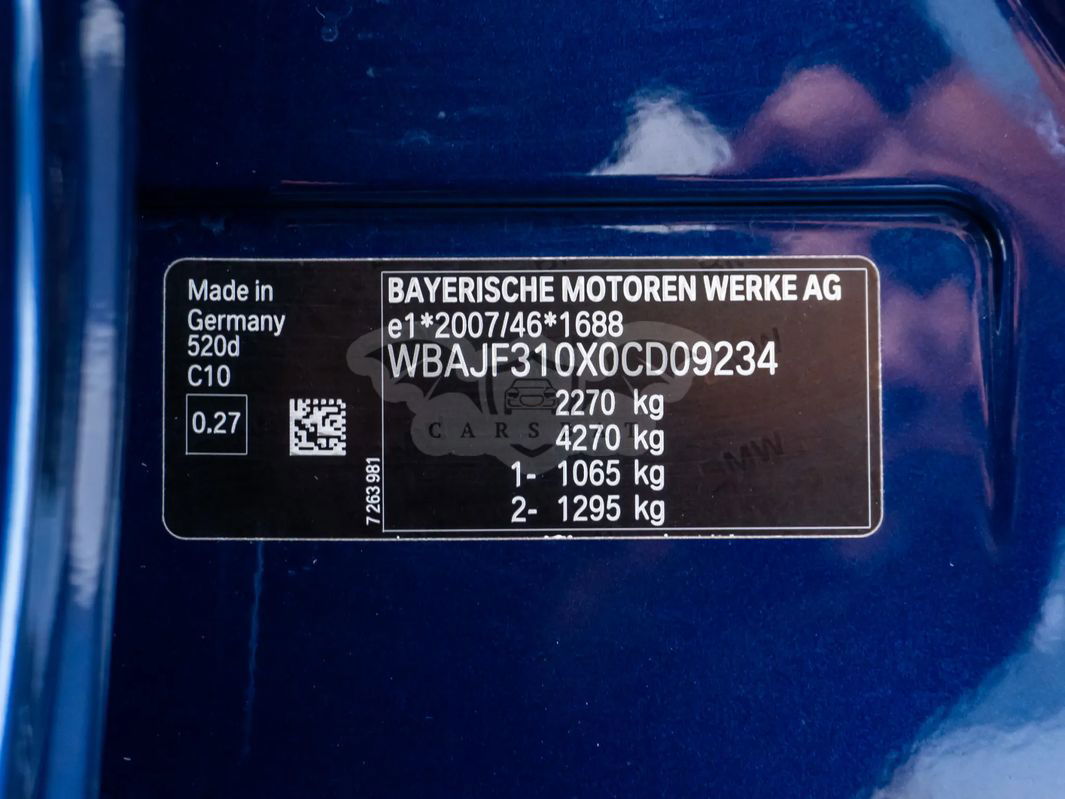 Made in
Germany
520d
C10
0.27
7 263 981
BAYERISCHE MOTOREN WERKE AG
e1*2007/46*1688
WBAJF310X0CD09234
2270 kg
4270 kg
1- 1065 kg
2- 1295 kg